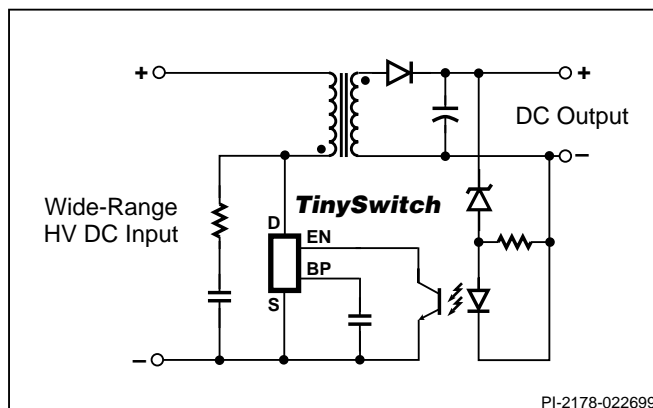 +
+
DC Output
−
Wide-Range
HV DC Input
TinySwitch
D
EN
BP
S
−
PI-2178-022699